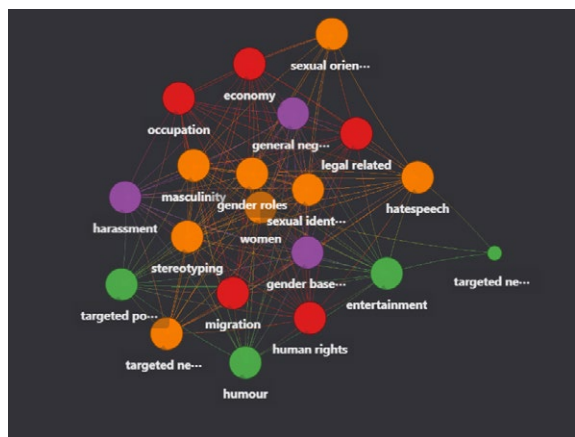 sexual orien...
economy
occupation
general neg...
legal related
masculinity
gender roles
sexual ident...
hatespeech
harassment
women
stereotyping
gender base...
entertainment
targeted ne...
targeted po...
migration
human rights
targeted ne...
humour